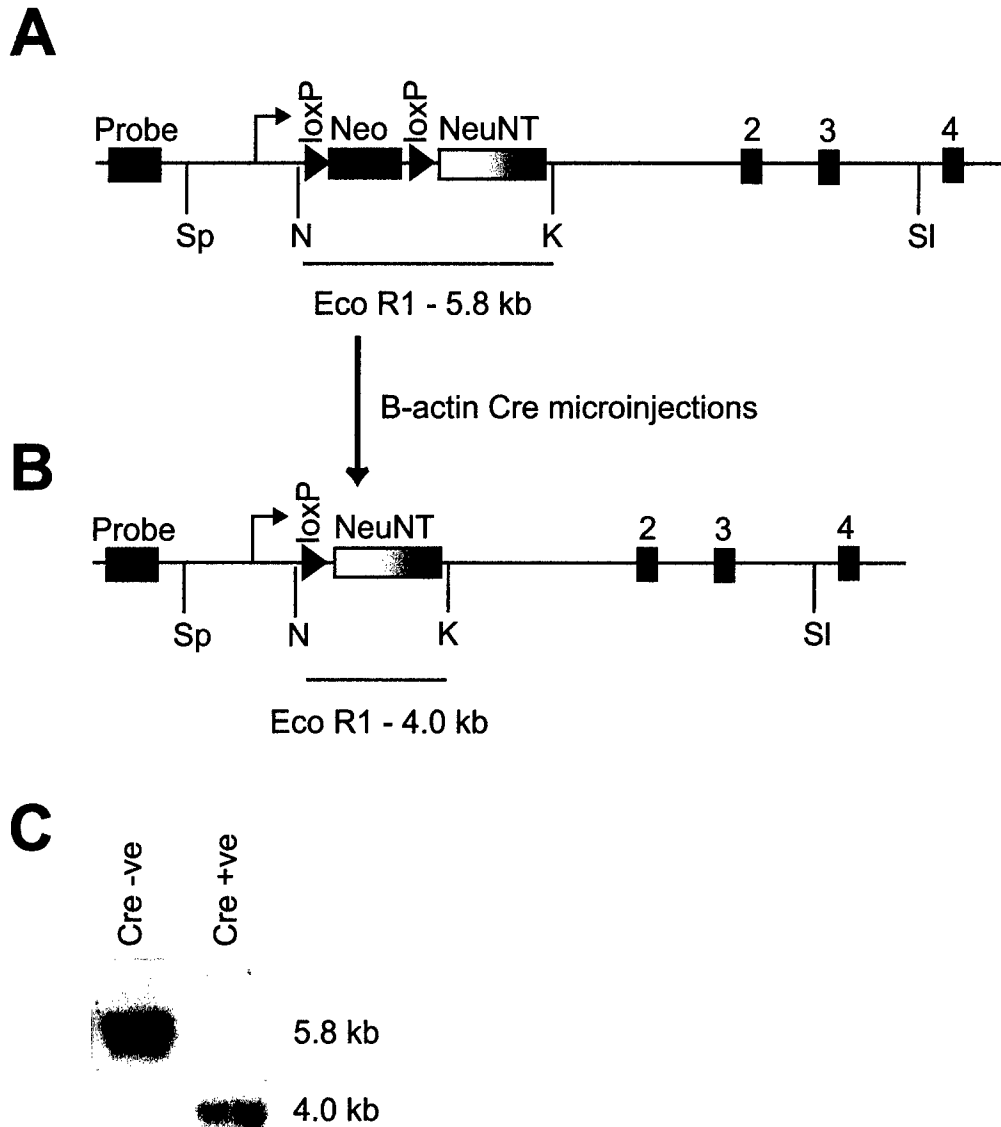 A
Probe loxP Neo loxP NeuNT 2 3 4
Sp N K SI
Eco R1 - 5.8 kb
B-actin Cre microinjections
B
Probe loxP NeuNT 2 3 4
Sp N K SI
Eco R1 - 4.0 kb
C
Cre -ve Cre +ve
5.8 kb
4.0 kb